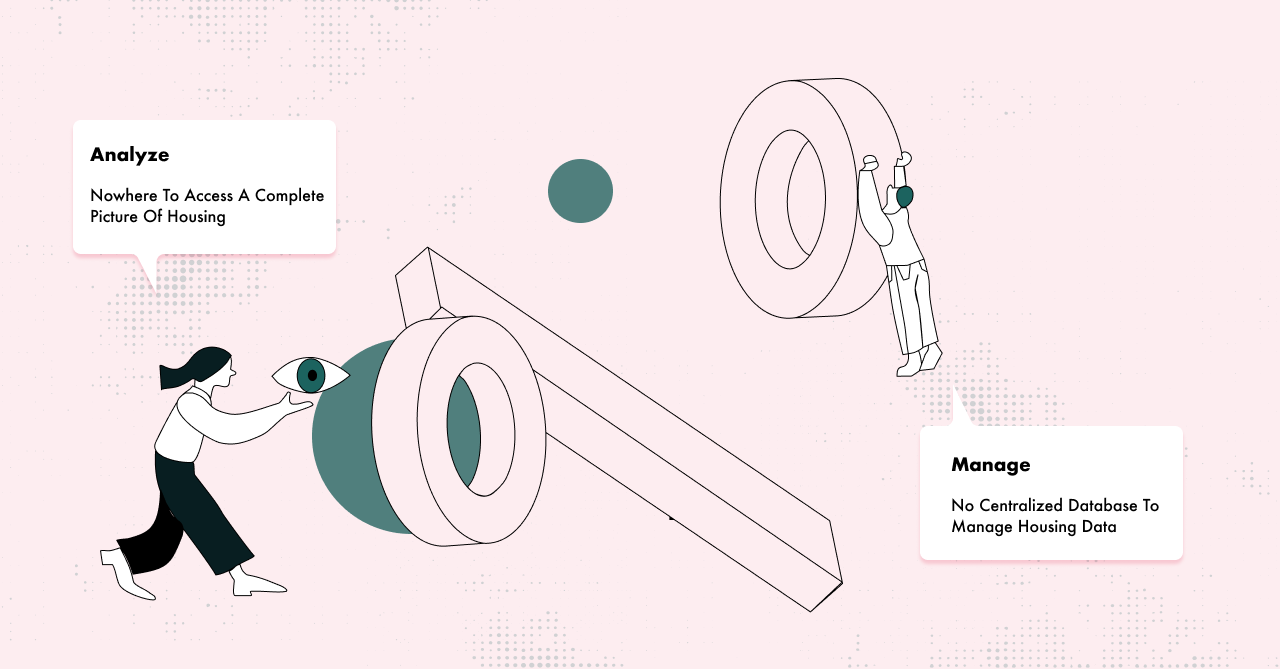 Analyze
Nowhere To Access A Complete
Picture Of Housing
Manage
No Centralized Database To
Manage Housing Data